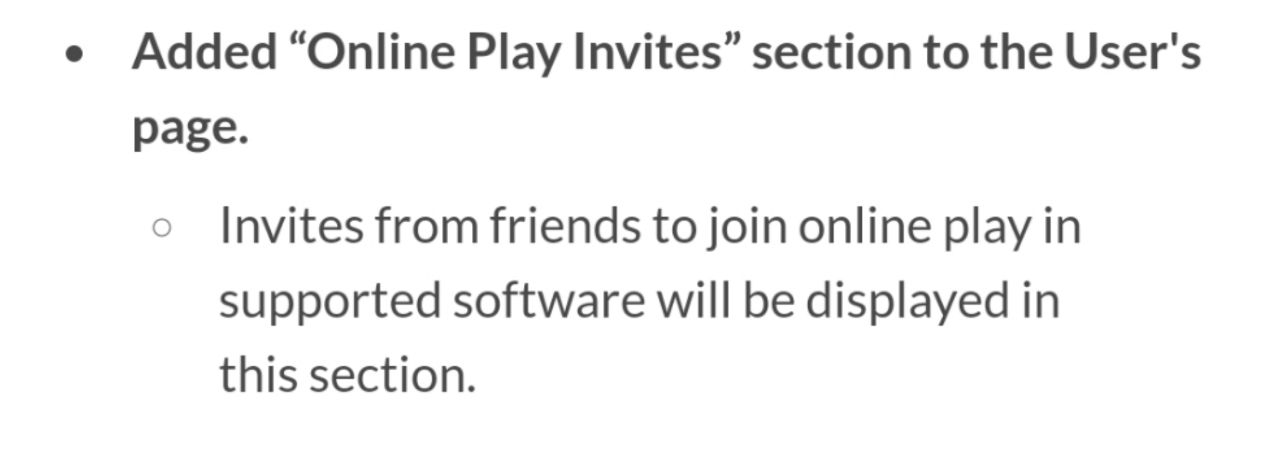 • Added “Online Play Invites” section to the User's
page.
○ Invites from friends to join online play in
supported software will be displayed in
this section.